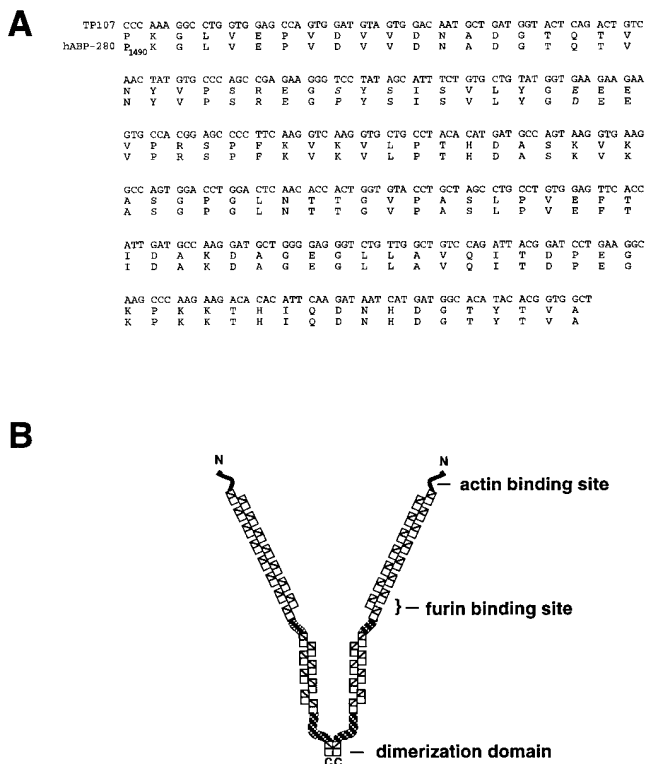 A
TP107 CCC AAA GGC CTG GTG GAG CCA GTG GAT GTA GTG GAC AAT GCT GAT GGT ACT CAG ACT GTC
P K G L V E P V D V V D N A D G T Q T V
hABP-280 P1490 K G L V E P V D V V D N A D G T Q T V
AAC TAT GTG CCC AGC CGA GAA GGG TCC TAT AGC ATT TCT GTG CTG TAT GGT GAA GAA GAA
N Y V P S R E G S Y S I S V L Y G E E E
N Y V P S R E G P Y S I S V L Y G D E E
GTG CCA CGG AGC CCC TTC AAG GTC AAG GTG CTG CCT ACA CAT GAT GCC AGT AAG GTG AAG
V P R S P F K V K V L P T H D A S K V K
V P R S P F K V K V L P T H D A S K V K
GCC AGT GGA CCT GGA CTC AAC ACC ACT GGT GTA CCT GCT AGC CTG CCT GTG GAG TTC ACC
A S G P G L N T T G V P A S L P V E F T
A S G P G L N T T G V P A S L P V E F T
ATT GAT GCC AAG GAT GCT GGG GAG GGT CTG TTG GCT GTC CAG ATT ACG GAT CCT GAA GGC
I D A K D A G E G L L A V Q I T D P E G
I D A K D A G E G L L A V Q I T D P E G
AAG CCC AAG AAG ACA CAC ATT CAA GAT AAT CAT GAT GGC ACA TAC ACG GTG GCT
K P K K T H I Q D N H D G T Y T V A
K P K K T H I Q D N H D G T Y T V A
B
N N
actin binding site
furin binding site
dimerization domain
CC